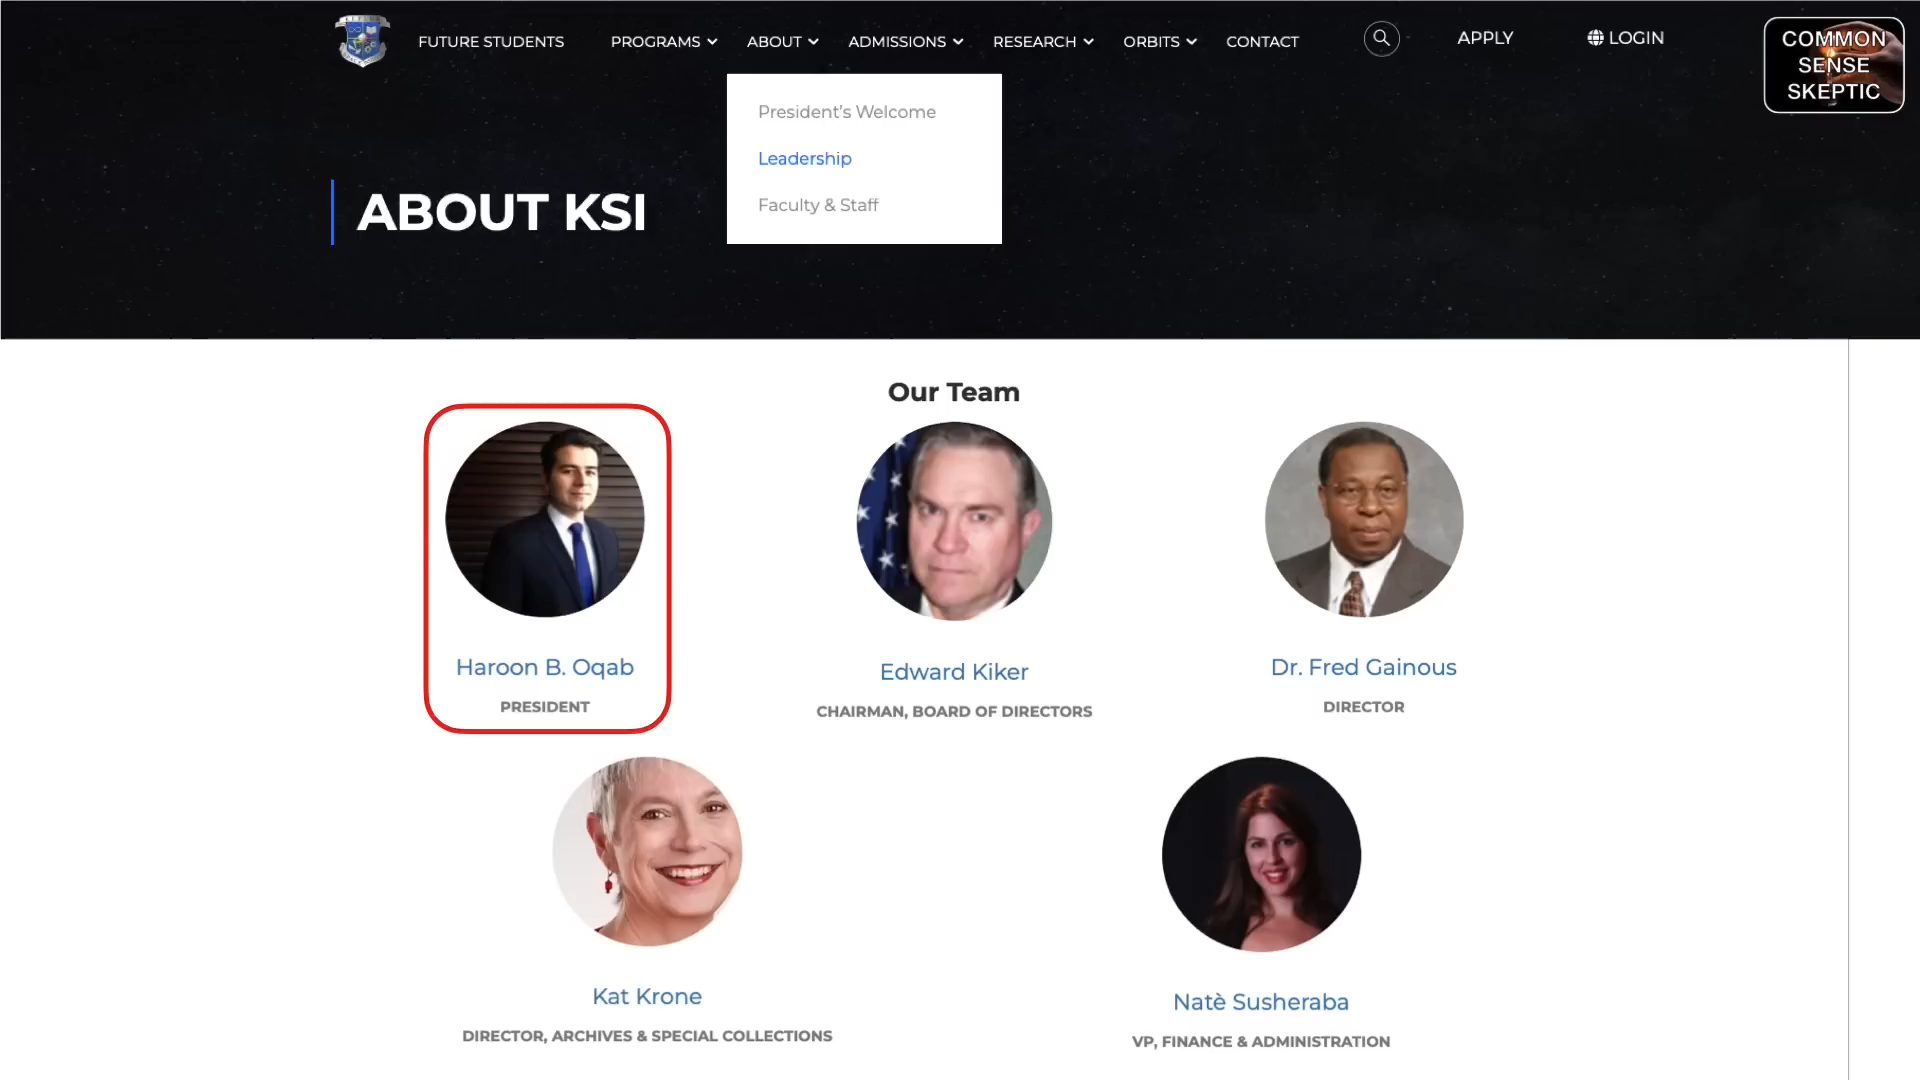 FUTURE STUDENTS PROGRAMS ABOUT ADMISSIONS RESEARCH ORBITS CONTACT APPLY LOGIN
COMMON
SENSE
SKEPTIC
President's Welcome
Leadership
Faculty & Staff
ABOUT KSI
Our Team
Haroon B. Oqab
PRESIDENT
Edward Kiker
CHAIRMAN, BOARD OF DIRECTORS
Dr. Fred Gainous
DIRECTOR
Kat Krone
DIRECTOR, ARCHIVES & SPECIAL COLLECTIONS
Natè Susheraba
VP, FINANCE & ADMINISTRATION